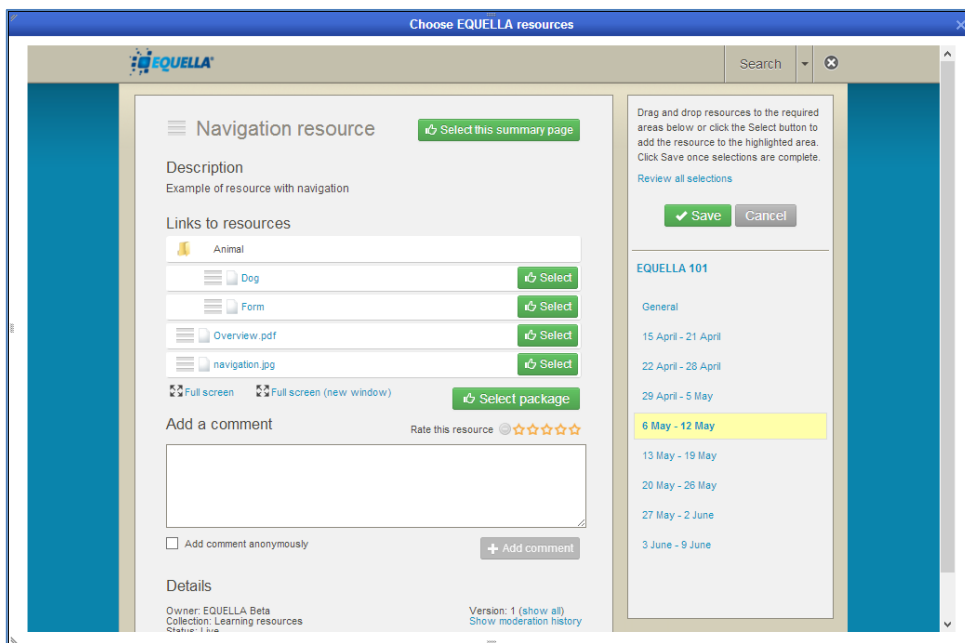 Choose EQUELLA resources
EQUELLA
Search
Navigation resource
Select this summary page
Description
Example of resource with navigation
Links to resources
Animal
Dog
Select
Form
Select
Overview.pdf
Select
navigation.jpg
Select
Full screen
Full screen (new window)
Select package
Add a comment
Rate this resource
Add comment anonymously
Add comment
Details
Owner: EQUELLA Beta
Version: 1 (show all)
Collection: Learning resources
Show moderation history
Status: Live
Drag and drop resources to the required
areas below or click the Select button to
add the resource to the highlighted area.
Click Save once selections are complete.
Review all selections
Save
Cancel
EQUELLA 101
General
15 April - 21 April
22 April - 28 April
29 April - 5 May
6 May - 12 May
13 May - 19 May
20 May - 26 May
27 May - 2 June
3 June - 9 June